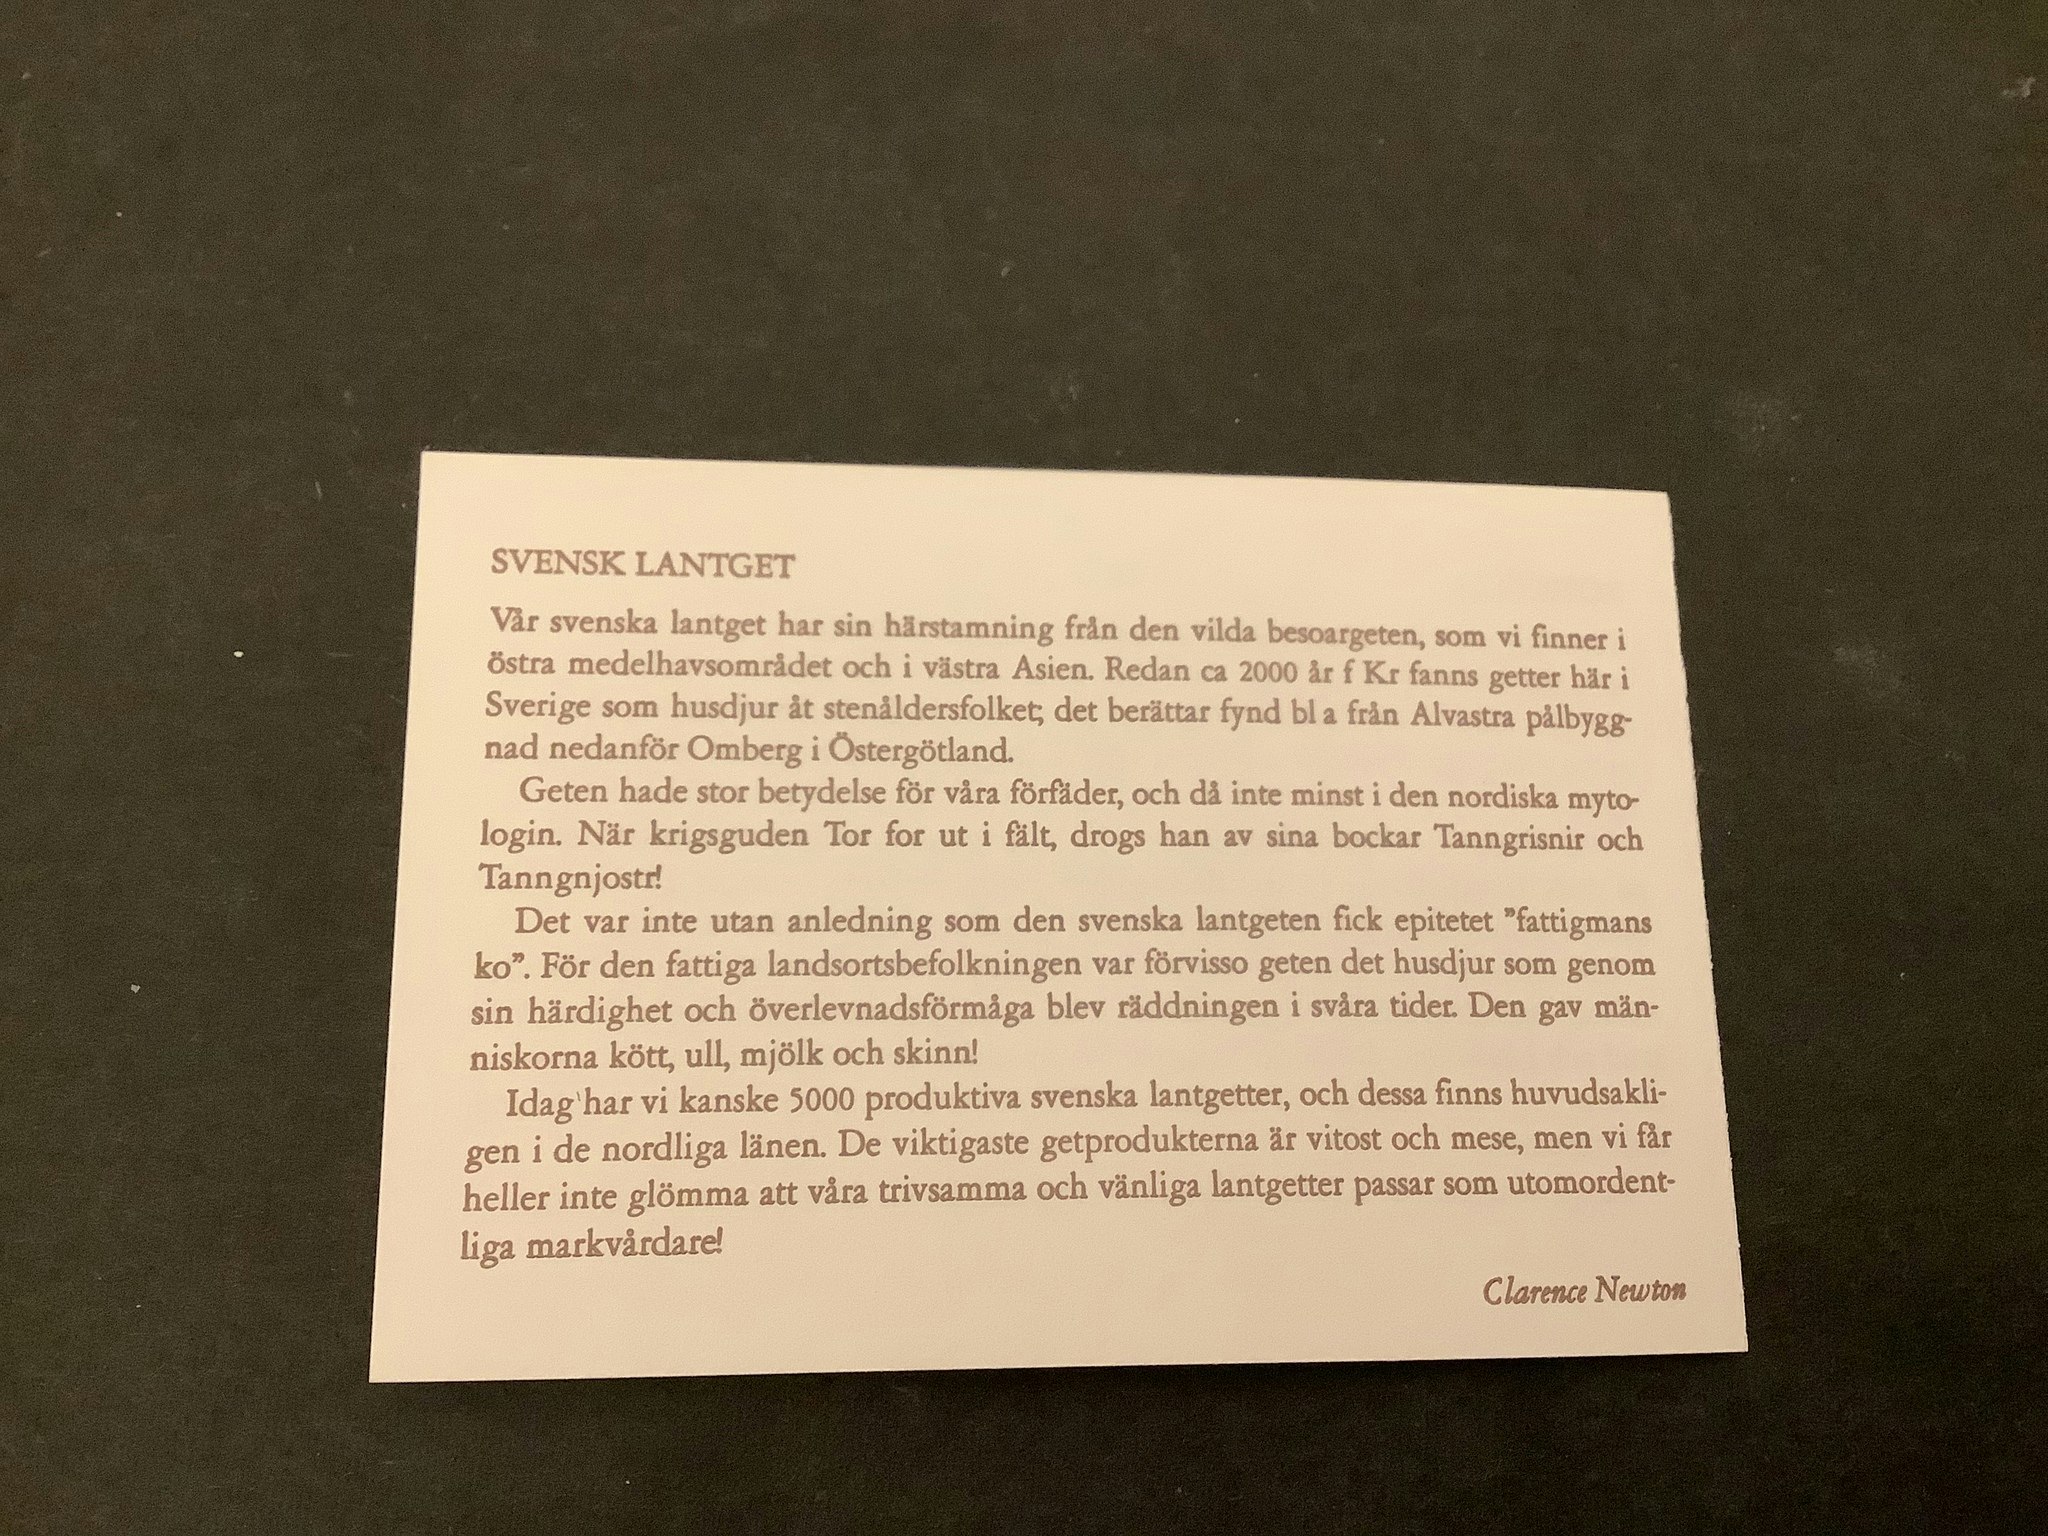 SVENSK LANTGET
Vår svenska lantget har sin härstamning från den vilda besoargeten, som vi finner i
östra medelhavsområdet och i västra Asien. Redan ca 2000 år f Kr fanns getter här i
Sverige som husdjur åt stenåldersfolket; det berättar fynd bl a från Alvastra pålbygg-
nad nedanför Omberg i Östergötland.
Geten hade stor betydelse för våra förfäder, och då inte minst i den nordiska myto-
login. När krigsguden Tor for ut i fält, drogs han av sina bockar Tanngrisnir och
Tanngnjostr!
Det var inte utan anledning som den svenska lantgeten fick epitetet ”fattigmans
ko”. För den fattiga landsortsbefolkningen var förvisso geten det husdjur som genom
sin härdighet och överlevnadsförmåga blev räddningen i svåra tider. Den gav män-
niskorna kött, ull, mjölk och skinn!
Idag har vi kanske 5000 produktiva svenska lantgetter, och dessa finns huvudsakli-
gen i de nordliga länen. De viktigaste getprodukterna är vitost och mese, men vi får
heller inte glömma att våra trivsamma och vänliga lantgetter passar som utomordent-
liga markvårdare!
Clarence Newton